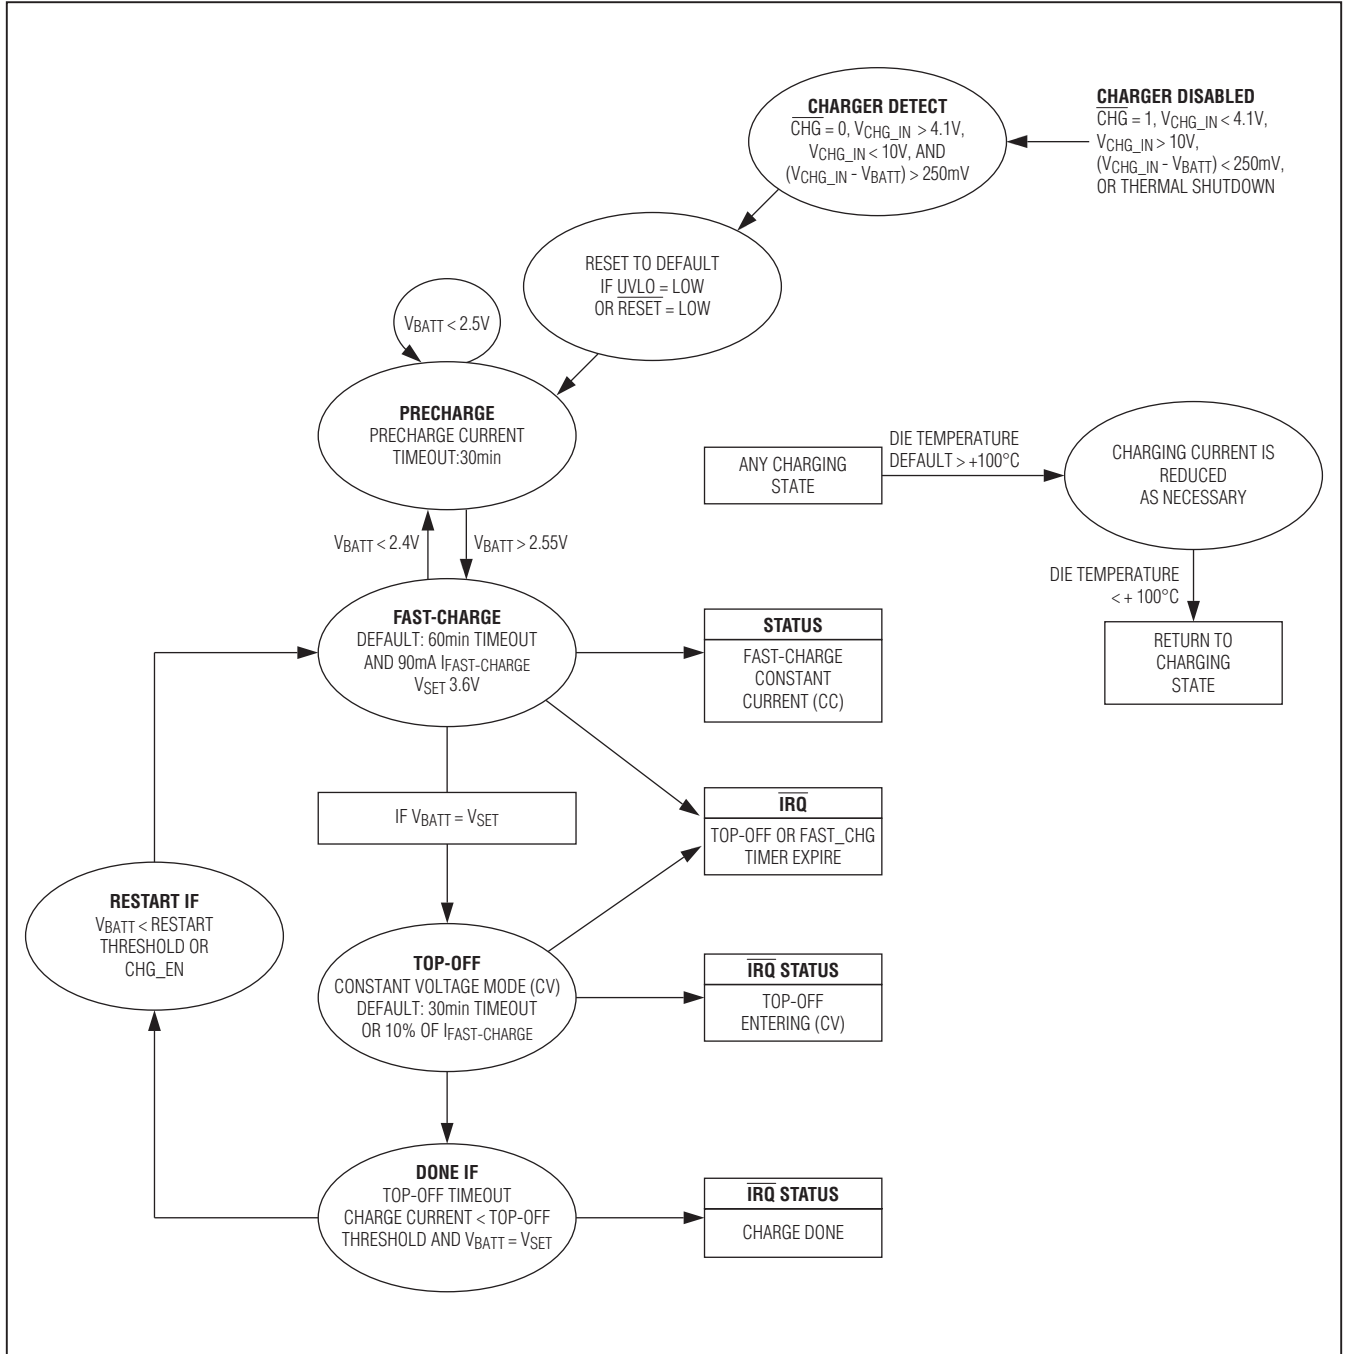 CHARGER DETECT
CHG = 0, VCHG_IN > 4.1V,
VCHG_IN < 10V, AND
(VCHG_IN - VBATT) > 250mV
CHARGER DISABLED
CHG = 1, VCHG_IN < 4.1V,
VCHG_IN > 10V,
(VCHG_IN - VBATT) < 250mV,
OR THERMAL SHUTDOWN
RESET TO DEFAULT
IF UVLO = LOW
OR RESET = LOW
VBATT < 2.5V
PRECHARGE
PRECHARGE CURRENT
TIMEOUT:30min
VBATT < 2.4V
VBATT > 2.55V
ANY CHARGING
STATE
DIE TEMPERATURE
DEFAULT > +100°C
CHARGING CURRENT IS
REDUCED
AS NECESSARY
DIE TEMPERATURE
< + 100°C
RETURN TO
CHARGING
STATE
FAST-CHARGE
DEFAULT: 60min TIMEOUT
AND 90mA IFAST-CHARGE
VSET 3.6V
STATUS
FAST-CHARGE
CONSTANT
CURRENT (CC)
IF VBATT = VSET
IRQ
TOP-OFF OR FAST_CHG
TIMER EXPIRE
RESTART IF
VBATT < RESTART
THRESHOLD OR
CHG_EN
TOP-OFF
CONSTANT VOLTAGE MODE (CV)
DEFAULT: 30min TIMEOUT
OR 10% OF IFAST-CHARGE
IRQ STATUS
TOP-OFF
ENTERING (CV)
DONE IF
TOP-OFF TIMEOUT
CHARGE CURRENT < TOP-OFF
THRESHOLD AND VBATT = VSET
IRQ STATUS
CHARGE DONE